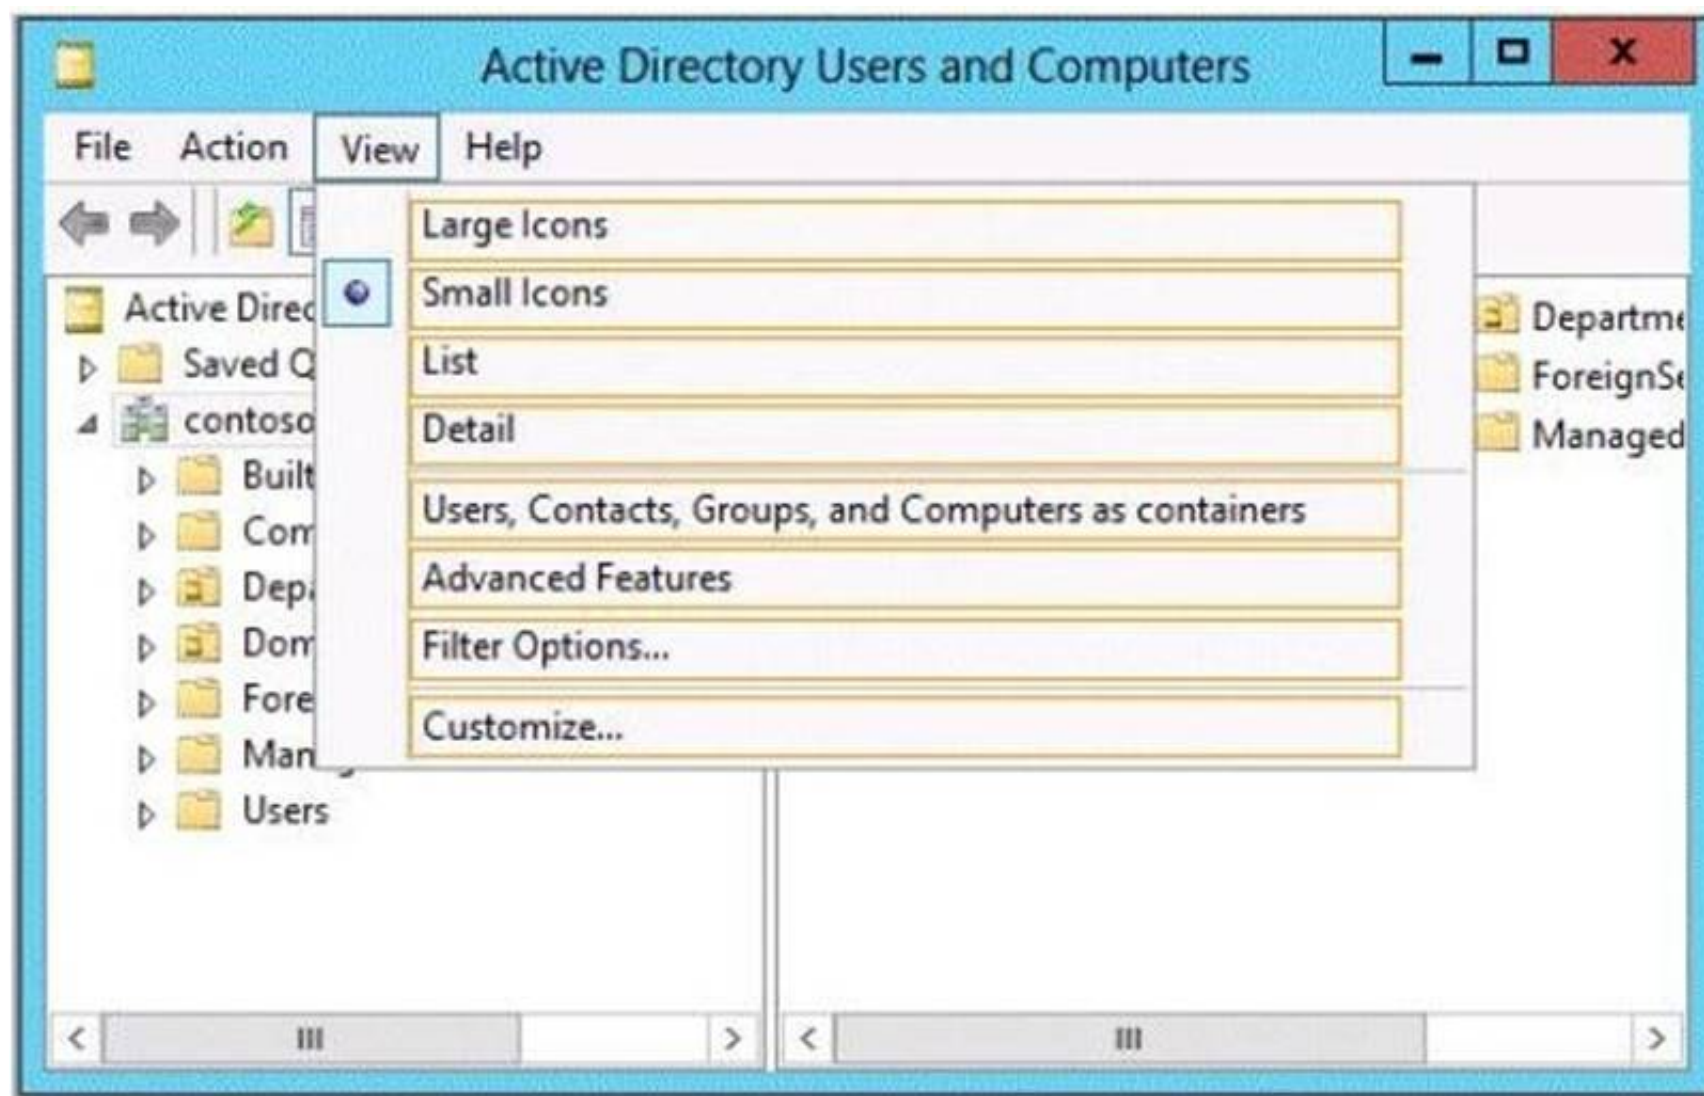 Active Directory Users and Computers
File Action View Help
Large Icons
Small Icons
List
Detail
Users, Contacts, Groups, and Computers as containers
Advanced Features
Filter Options...
Customize...
Active Direc
Saved Q
contoso
Built
Com
Depa
Dom
Fore
Man
Users
Departme
ForeignSe
Managed